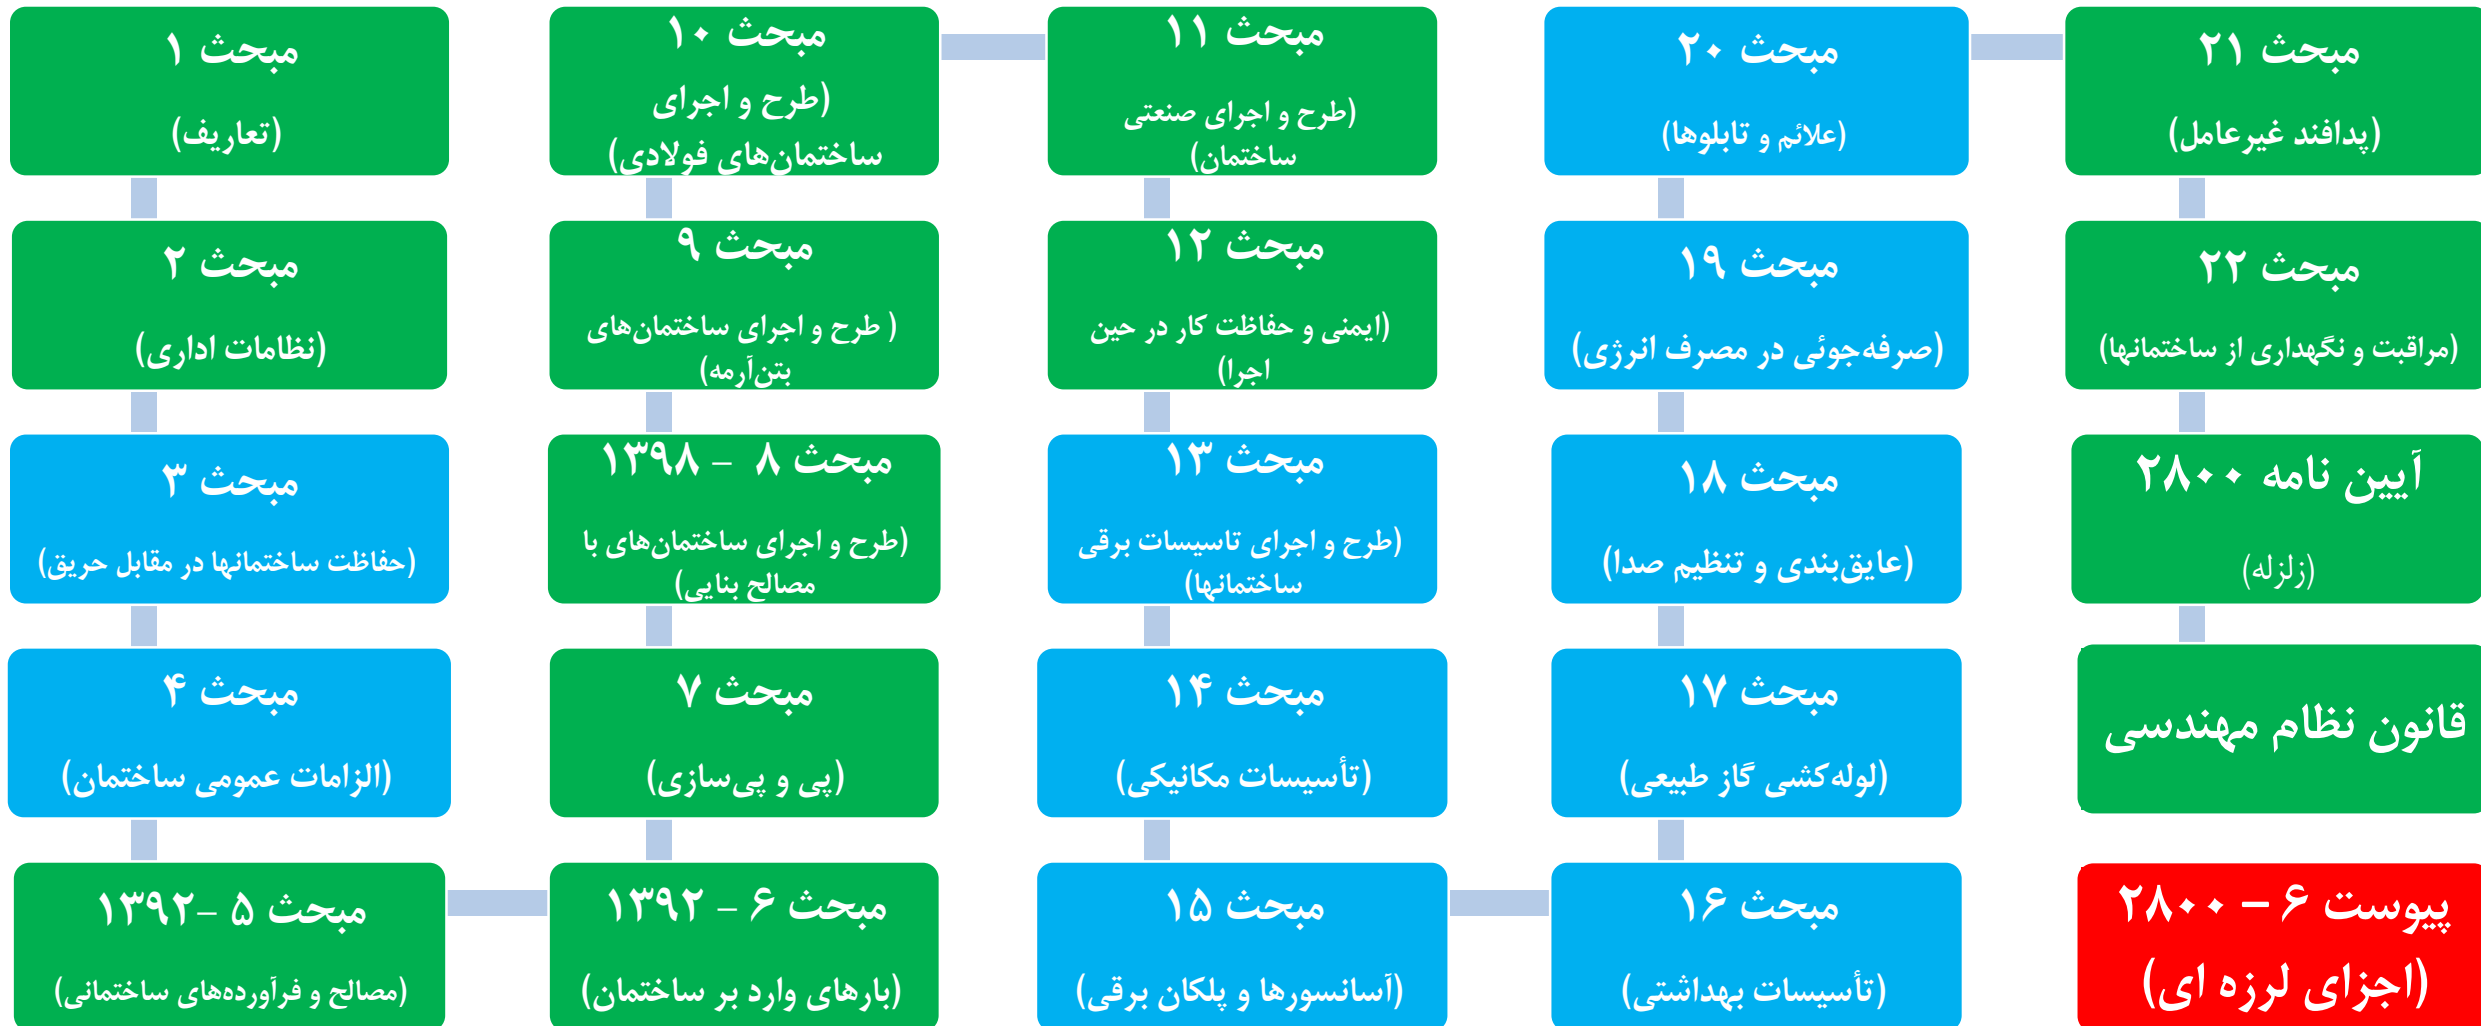 مبحث ۱
(تعاریف)
مبحث ۲
(نظامات اداری)
مبحث ۳
(حفاظت ساختمانها در مقابل حریق)
مبحث ۴
(الزامات عمومی ساختمان)
مبحث ۵ –۱۳۹۲
(مصالح و فرآورده‌های ساختمانی)
مبحث ۶ – ۱۳۹۲
(بارهای وارد بر ساختمان)
مبحث ۷
(پی و پی‌سازی)
مبحث ۸ – ۱۳۹۸
(طرح و اجرای ساختمان‌های با
مصالح بنایی)
مبحث ۹
( طرح و اجرای ساختمان‌های
بتن‌آرمه)
مبحث ۱۰
(طرح و اجرای
ساختمان‌های فولادی)
مبحث ۱۱
(طرح و اجرای صنعتی
ساختمان)
مبحث ۱۲
(ایمنی و حفاظت کار در حین
اجرا)
مبحث ۱۳
(طرح و اجرای تاسیسات برقی
ساختمانها)
مبحث ۱۴
(تأسیسات مکانیکی)
مبحث ۱۵
(آسانسورها و پلکان برقی)
مبحث ۱۶
(تأسیسات بهداشتی)
مبحث ۱۷
(لوله‌کشی گاز طبیعی)
مبحث ۱۸
(عایق‌بندی و تنظیم صدا)
مبحث ۱۹
(صرفه‌جوئی در مصرف انرژی)
مبحث ۲۰
(علائم و تابلوها)
مبحث ۲۱
(پدافند غیرعامل)
مبحث ۲۲
(مراقبت و نگهداری از ساختمانها)
آیین نامه ۲۸۰۰
(زلزله)
قانون نظام مهندسی
پیوست ۶ – ۲۸۰۰
(اجزای لرزه ای)